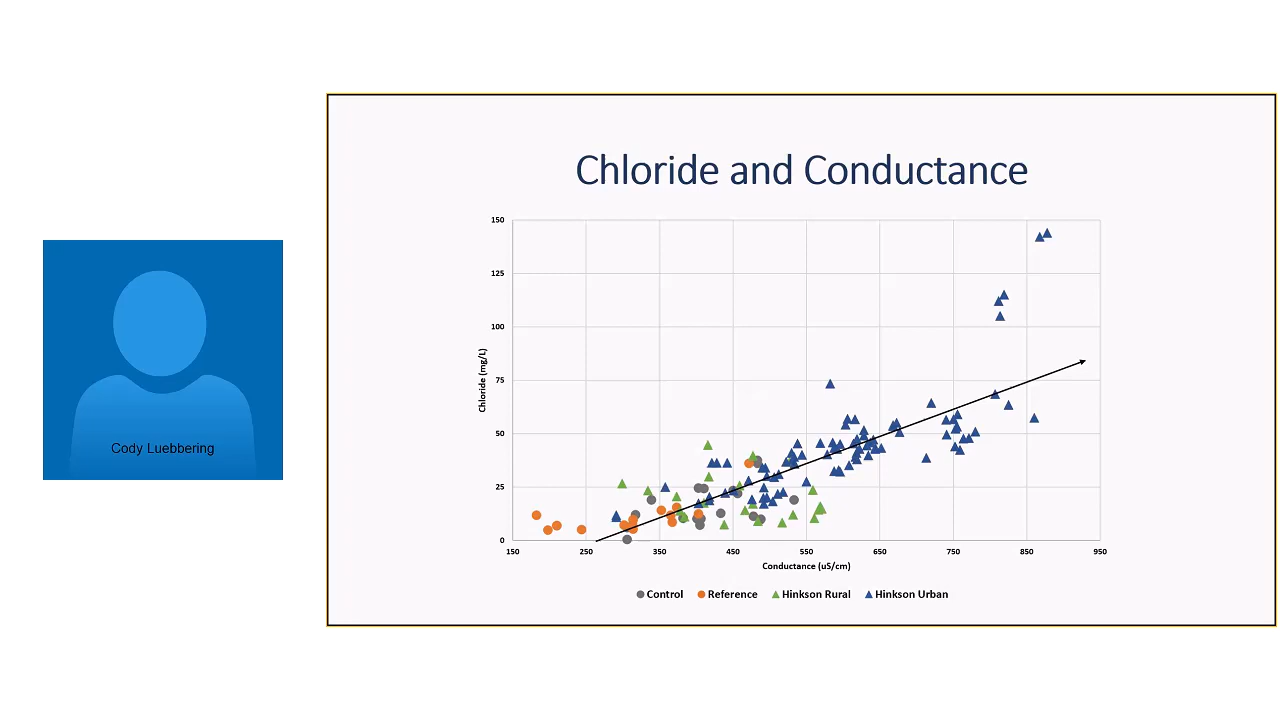 Cody Luebbering
Chloride and Conductance
150
125
100
75
50
25
0
Chloride (mg/L)
150 250 350 450 550 650 750 850 950
Conductance (uS/cm)
Control Reference Hinkson Rural Hinkson Urban